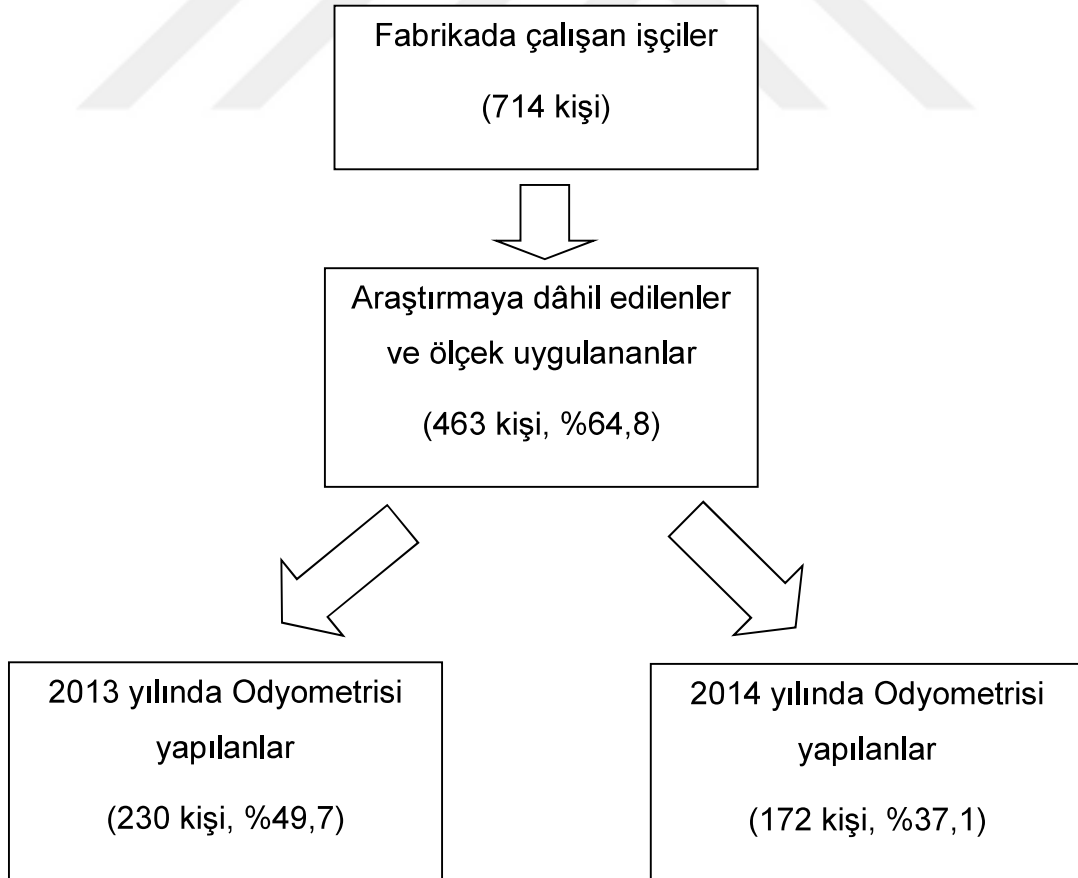 Fabrikada çalışan işçiler
(714 kişi)
Araştırmaya dâhil edilenler
ve ölçek uygulananlar
(463 kişi, %64,8)
2013 yılında Odyometrisi
yapılanlar
(230 kişi, %49,7)
2014 yılında Odyometrisi
yapılanlar
(172 kişi, %37,1)